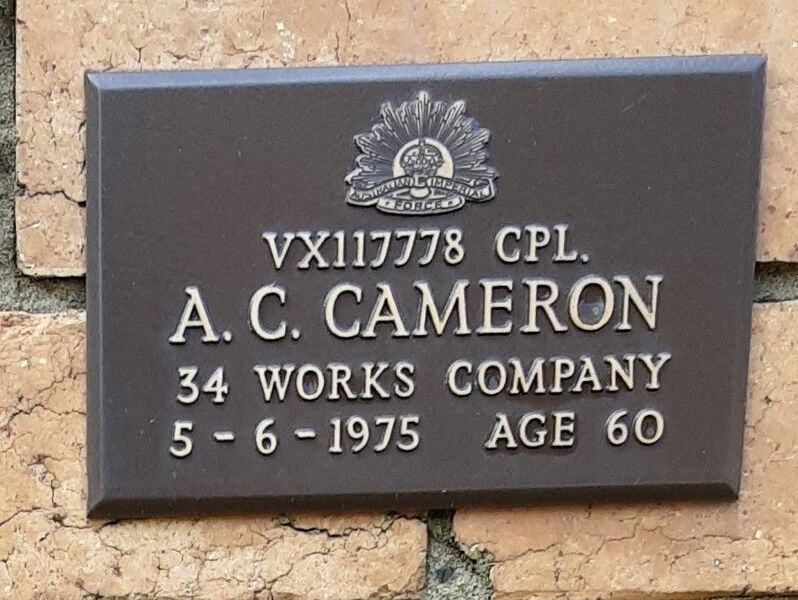 AUSTRALIAN IMPERIAL
FORCE
VX117778 CPL.
A. C. CAMERON
34 WORKS COMPANY
5 - 6 - 1975 AGE 60